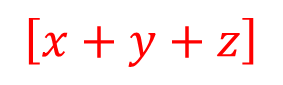 [x + y + z]